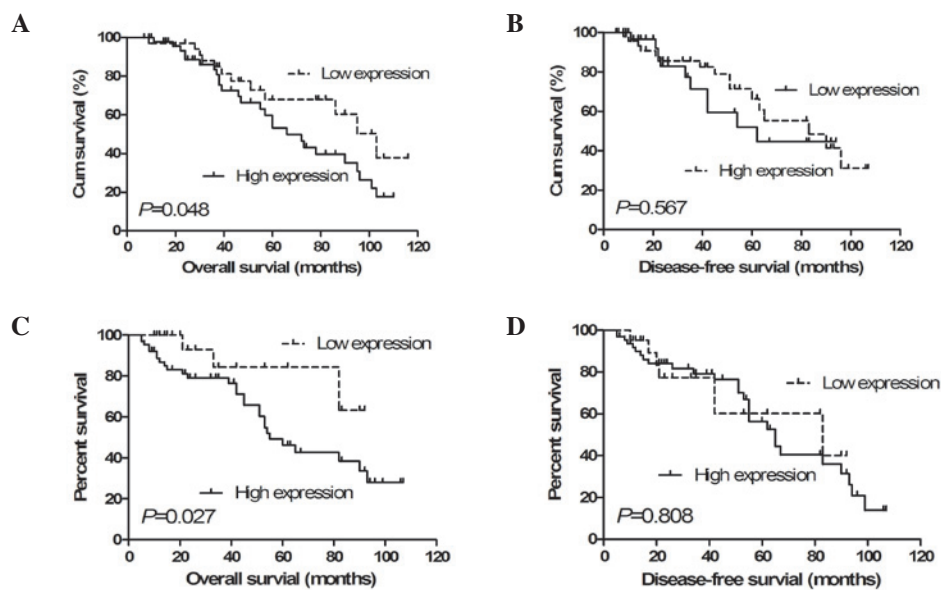 A
Cum survival (%)
100
80
60
40
20
0
Low expression
High expression
P=0.048
0 20 40 60 80 100 120
Overall survial (months)
B
Cum survival (%)
100
80
60
40
20
0
Low expression
High expression
P=0.567
0 20 40 60 80 100 120
Disease-free survial (months)
C
Percent survival
100
80
60
40
20
0
Low expression
High expression
P=0.027
0 20 40 60 80 100 120
Overall survial (months)
D
Percent survival
100
80
60
40
20
0
Low expression
High expression
P=0.808
0 20 40 60 80 100 120
Disease-free survial (months)